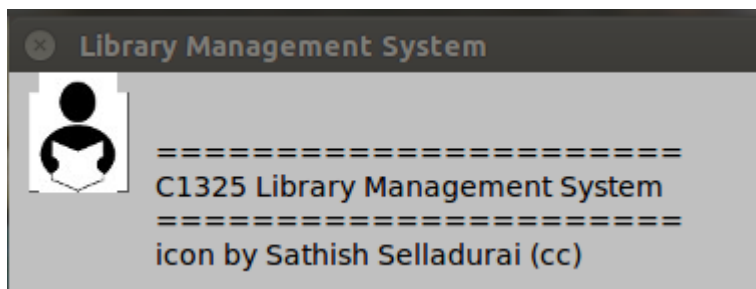 Library Management System
======================
C1325 Library Management System
======================
icon by Sathish Selladurai (cc)